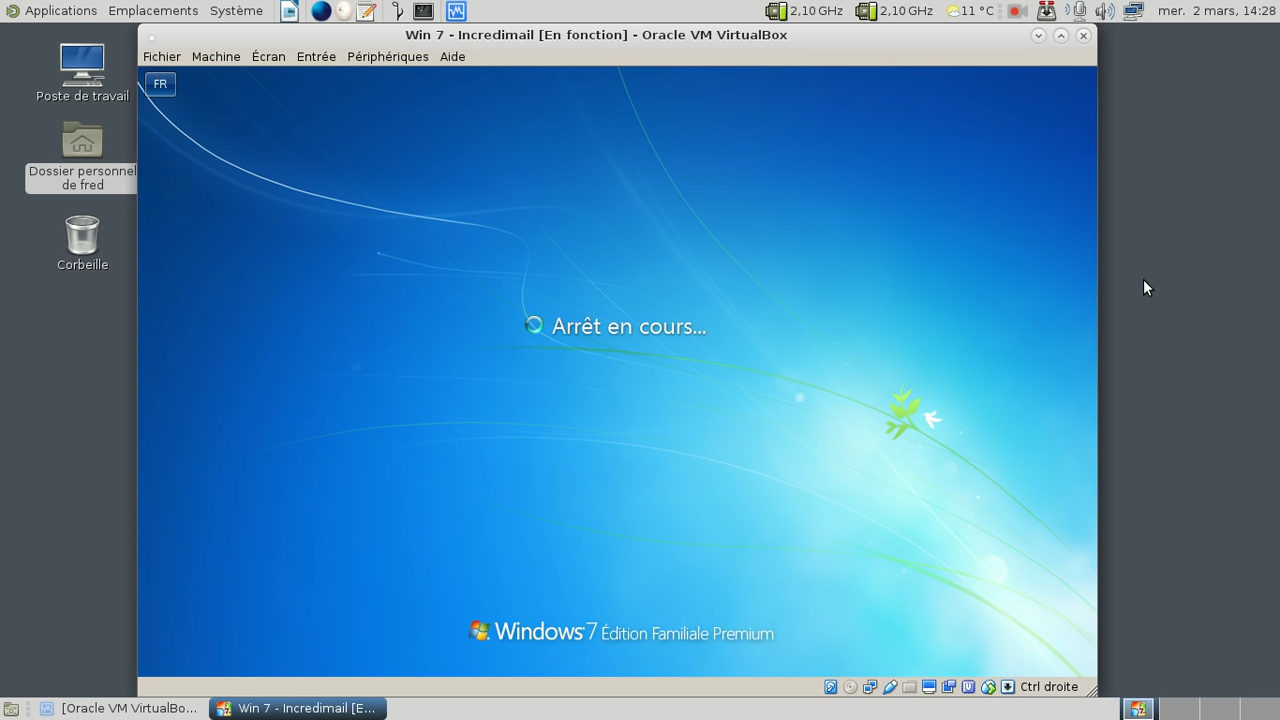 Applications Emplacements Système 2,10 GHz 2,10 GHz 11 °C mer. 2 mars, 14:28
Win 7 - Incredimail [En fonction] - Oracle VM VirtualBox
Fichier Machine Écran Entrée Périphériques Aide
FR
Poste de travail
Dossier personnel
de fred
Corbeille
Arrêt en cours...
Windows 7 Édition Familiale Premium
Ctrl droite
[Oracle VM VirtualBo... Win 7 - Incredimail [E...